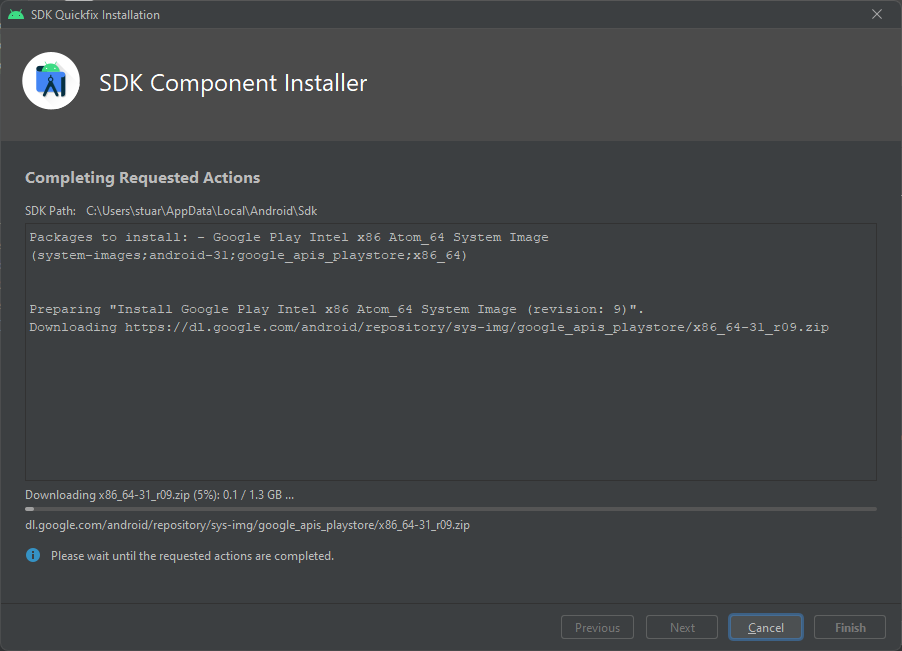 SDK Quickfix Installation
SDK Component Installer
Completing Requested Actions
SDK Path: C:\Users\stuar\AppData\Local\Android\Sdk
Packages to install: - Google Play Intel x86 Atom_64 System Image
(system-images;android-31;google_apis_playstore;x86_64)
Preparing "Install Google Play Intel x86 Atom_64 System Image (revision: 9)".
Downloading https://dl.google.com/android/repository/sys-img/google_apis_playstore/x86_64-31_r09.zip
Downloading x86_64-31_r09.zip (5%): 0.1 / 1.3 GB ...
dl.google.com/android/repository/sys-img/google_apis_playstore/x86_64-31_r09.zip
Please wait until the requested actions are completed.
Previous Next Cancel Finish